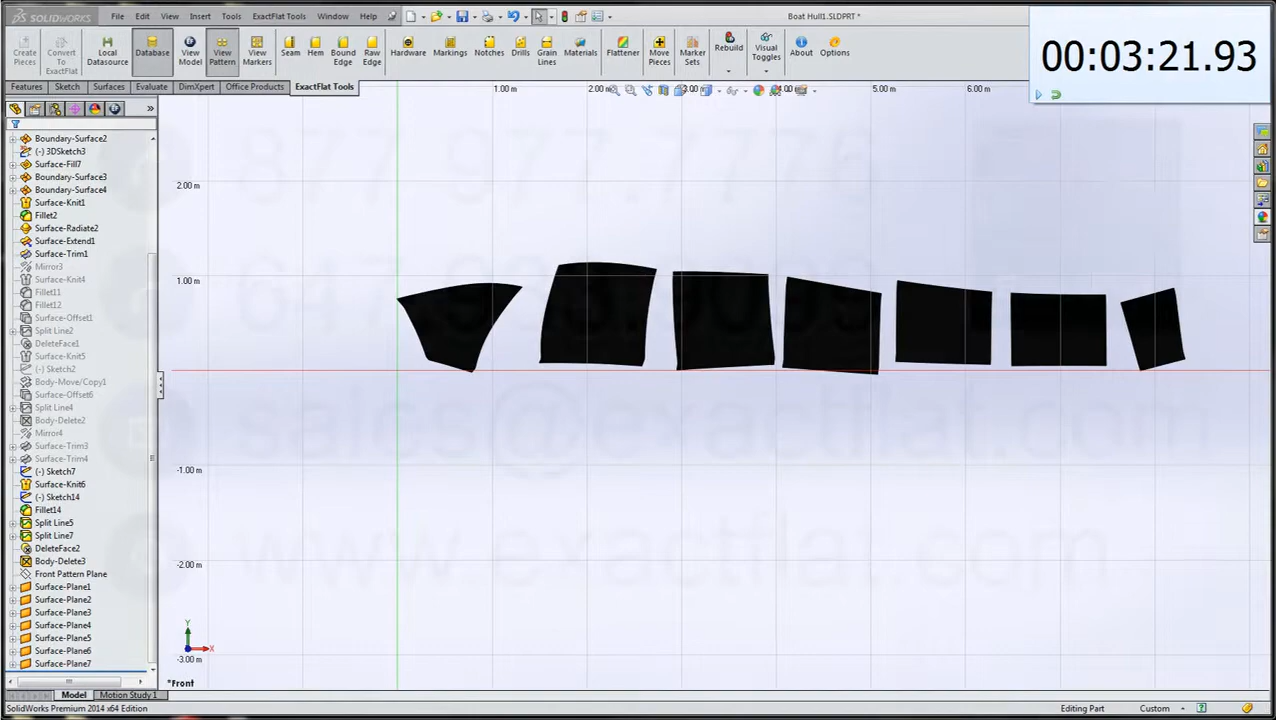 SOLIDWORKS File Edit View Insert Tools ExactFlat Tools Window Help Boat Hull1.SLDPRT *
00:03:21.93
Create Pieces Convert to ExactFlat Local Datasource Database View Model View Pattern View Markers Seam Hem Bound Edge Raw Edge Hardware Markings Notches Drills Grain Lines Materials Flattener Move Pieces Marker Sets Rebuild Visual Toggles About Options
Features Sketch Surfaces Evaluate DimXpert Office Products ExactFlat Tools
1.00 m 2.00 m 3.00 m 4.00 m 5.00 m 6.00 m
Boundary-Surface2
(-) 3DSketch3
Surface-Fill7
Boundary-Surface3
Boundary-Surface4
Surface-Knit1
Fillet2
Surface-Radiate2
Surface-Extend1
Surface-Trim1
Mirror3
Surface-Knit4
Fillet11
Fillet12
Surface-Offset1
Split Line2
DeleteFace1
Surface-Knit5
(-) Sketch2
Body-Move/Copy1
Surface-Offset6
Split Line4
Body-Delete2
Mirror4
Surface-Trim3
Surface-Trim4
(-) Sketch7
Surface-Knit6
(-) Sketch14
Fillet14
Split Line5
Split Line7
DeleteFace2
Body-Delete3
Front Pattern Plane
Surface-Plane1
Surface-Plane2
Surface-Plane3
Surface-Plane4
Surface-Plane5
Surface-Plane6
Surface-Plane7
2.00 m
1.00 m
-1.00 m
-2.00 m
-3.00 m
Y
X
*Front
Model Motion Study 1
SolidWorks Premium 2014 x64 Edition Editing Part Custom